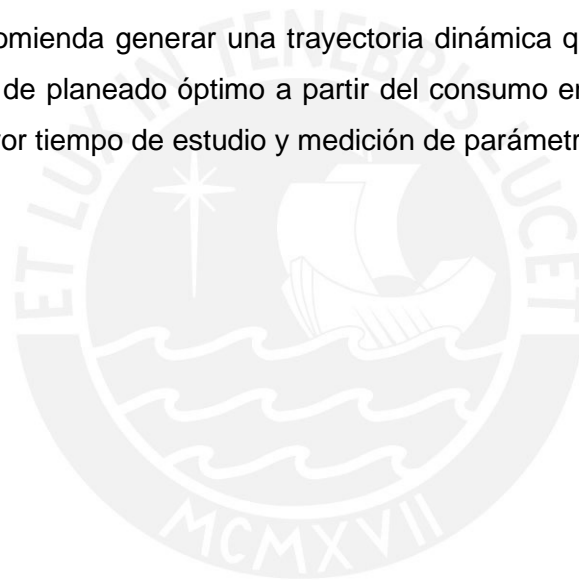 omienda generar una trayectoria dinámica q
de planeado óptimo a partir del consumo e
or tiempo de estudio y medición de parámetr
ET LUX IN TENEBRIS LUCET
MCMXVII